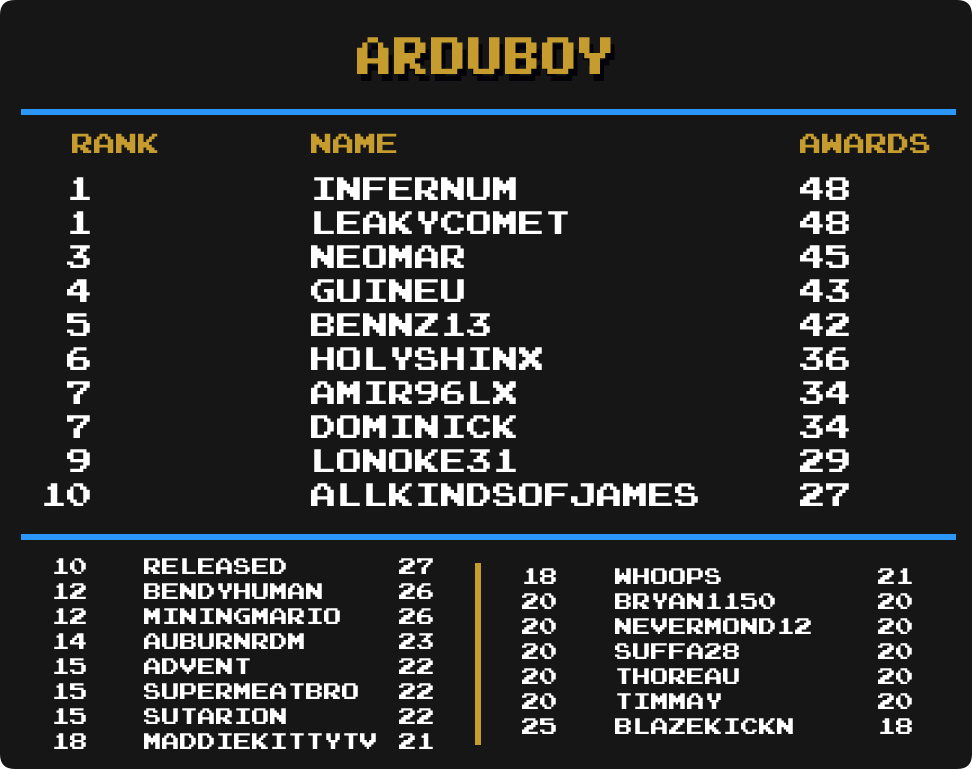 ARDUBOY
RANK NAME AWARDS
1 INFERNUM 48
1 LEAKYCOMET 48
3 NEOMAR 45
4 GUINEU 43
5 BENNZ13 42
6 HOLYSHINX 36
7 AMIR96LX 34
7 DOMINICK 34
9 LONOKE31 29
10 ALLKINDSOFJAMES 27
10 RELEASED 27
12 BENDYHUMAN 26
12 MININGMARIO 26
14 AUBURNRDM 23
15 ADVENT 22
15 SUPERMEATBRO 22
15 SUTARION 22
18 MADDIEKITTYTV 21
18 WHOOPS 21
20 BRYAN1150 20
20 NEVERMOND12 20
20 SUFFA28 20
20 THOREAU 20
20 TIMMAY 20
25 BLAZEKICKN 18